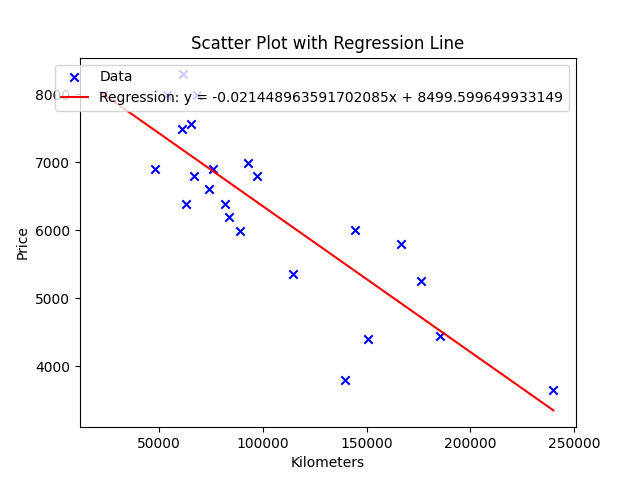 Scatter Plot with Regression Line
Data
Regression: y = -0.021448963591702085x + 8499.599649933149
8000
7000
6000
5000
4000
Price
50000
100000
150000
200000
250000
Kilometers